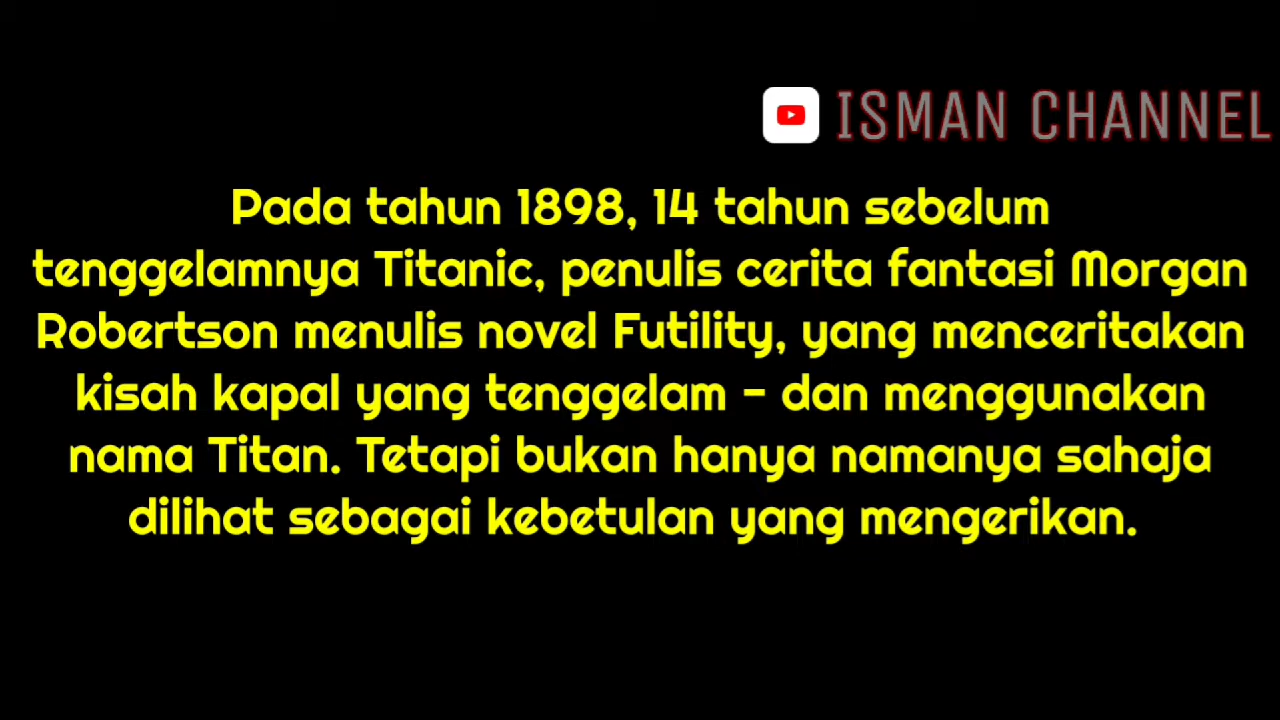 ISMAN CHANNEL
Pada tahun 1898, 14 tahun sebelum
tenggelamnya Titanic, penulis cerita fantasi Morgan
Robertson menulis novel Futility, yang menceritakan
kisah kapal yang tenggelam - dan menggunakan
nama Titan. Tetapi bukan hanya namanya sahaja
dilihat sebagai kebetulan yang mengerikan.